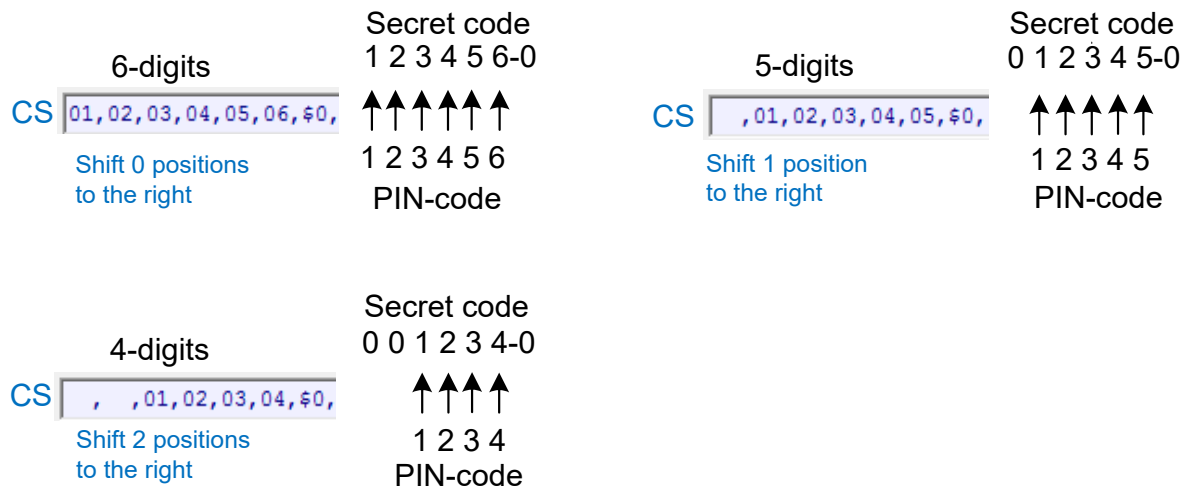 6-digits
CS 01,02,03,04,05,06,$0,
Shift 0 positions
to the right
Secret code
1 2 3 4 5 6-0
1 2 3 4 5 6
PIN-code
5-digits
CS ,01,02,03,04,05,$0,
Shift 1 position
to the right
Secret code
0 1 2 3 4 5-0
1 2 3 4 5
PIN-code
4-digits
CS , ,01,02,03,04,$0,
Shift 2 positions
to the right
Secret code
0 0 1 2 3 4-0
1 2 3 4
PIN-code